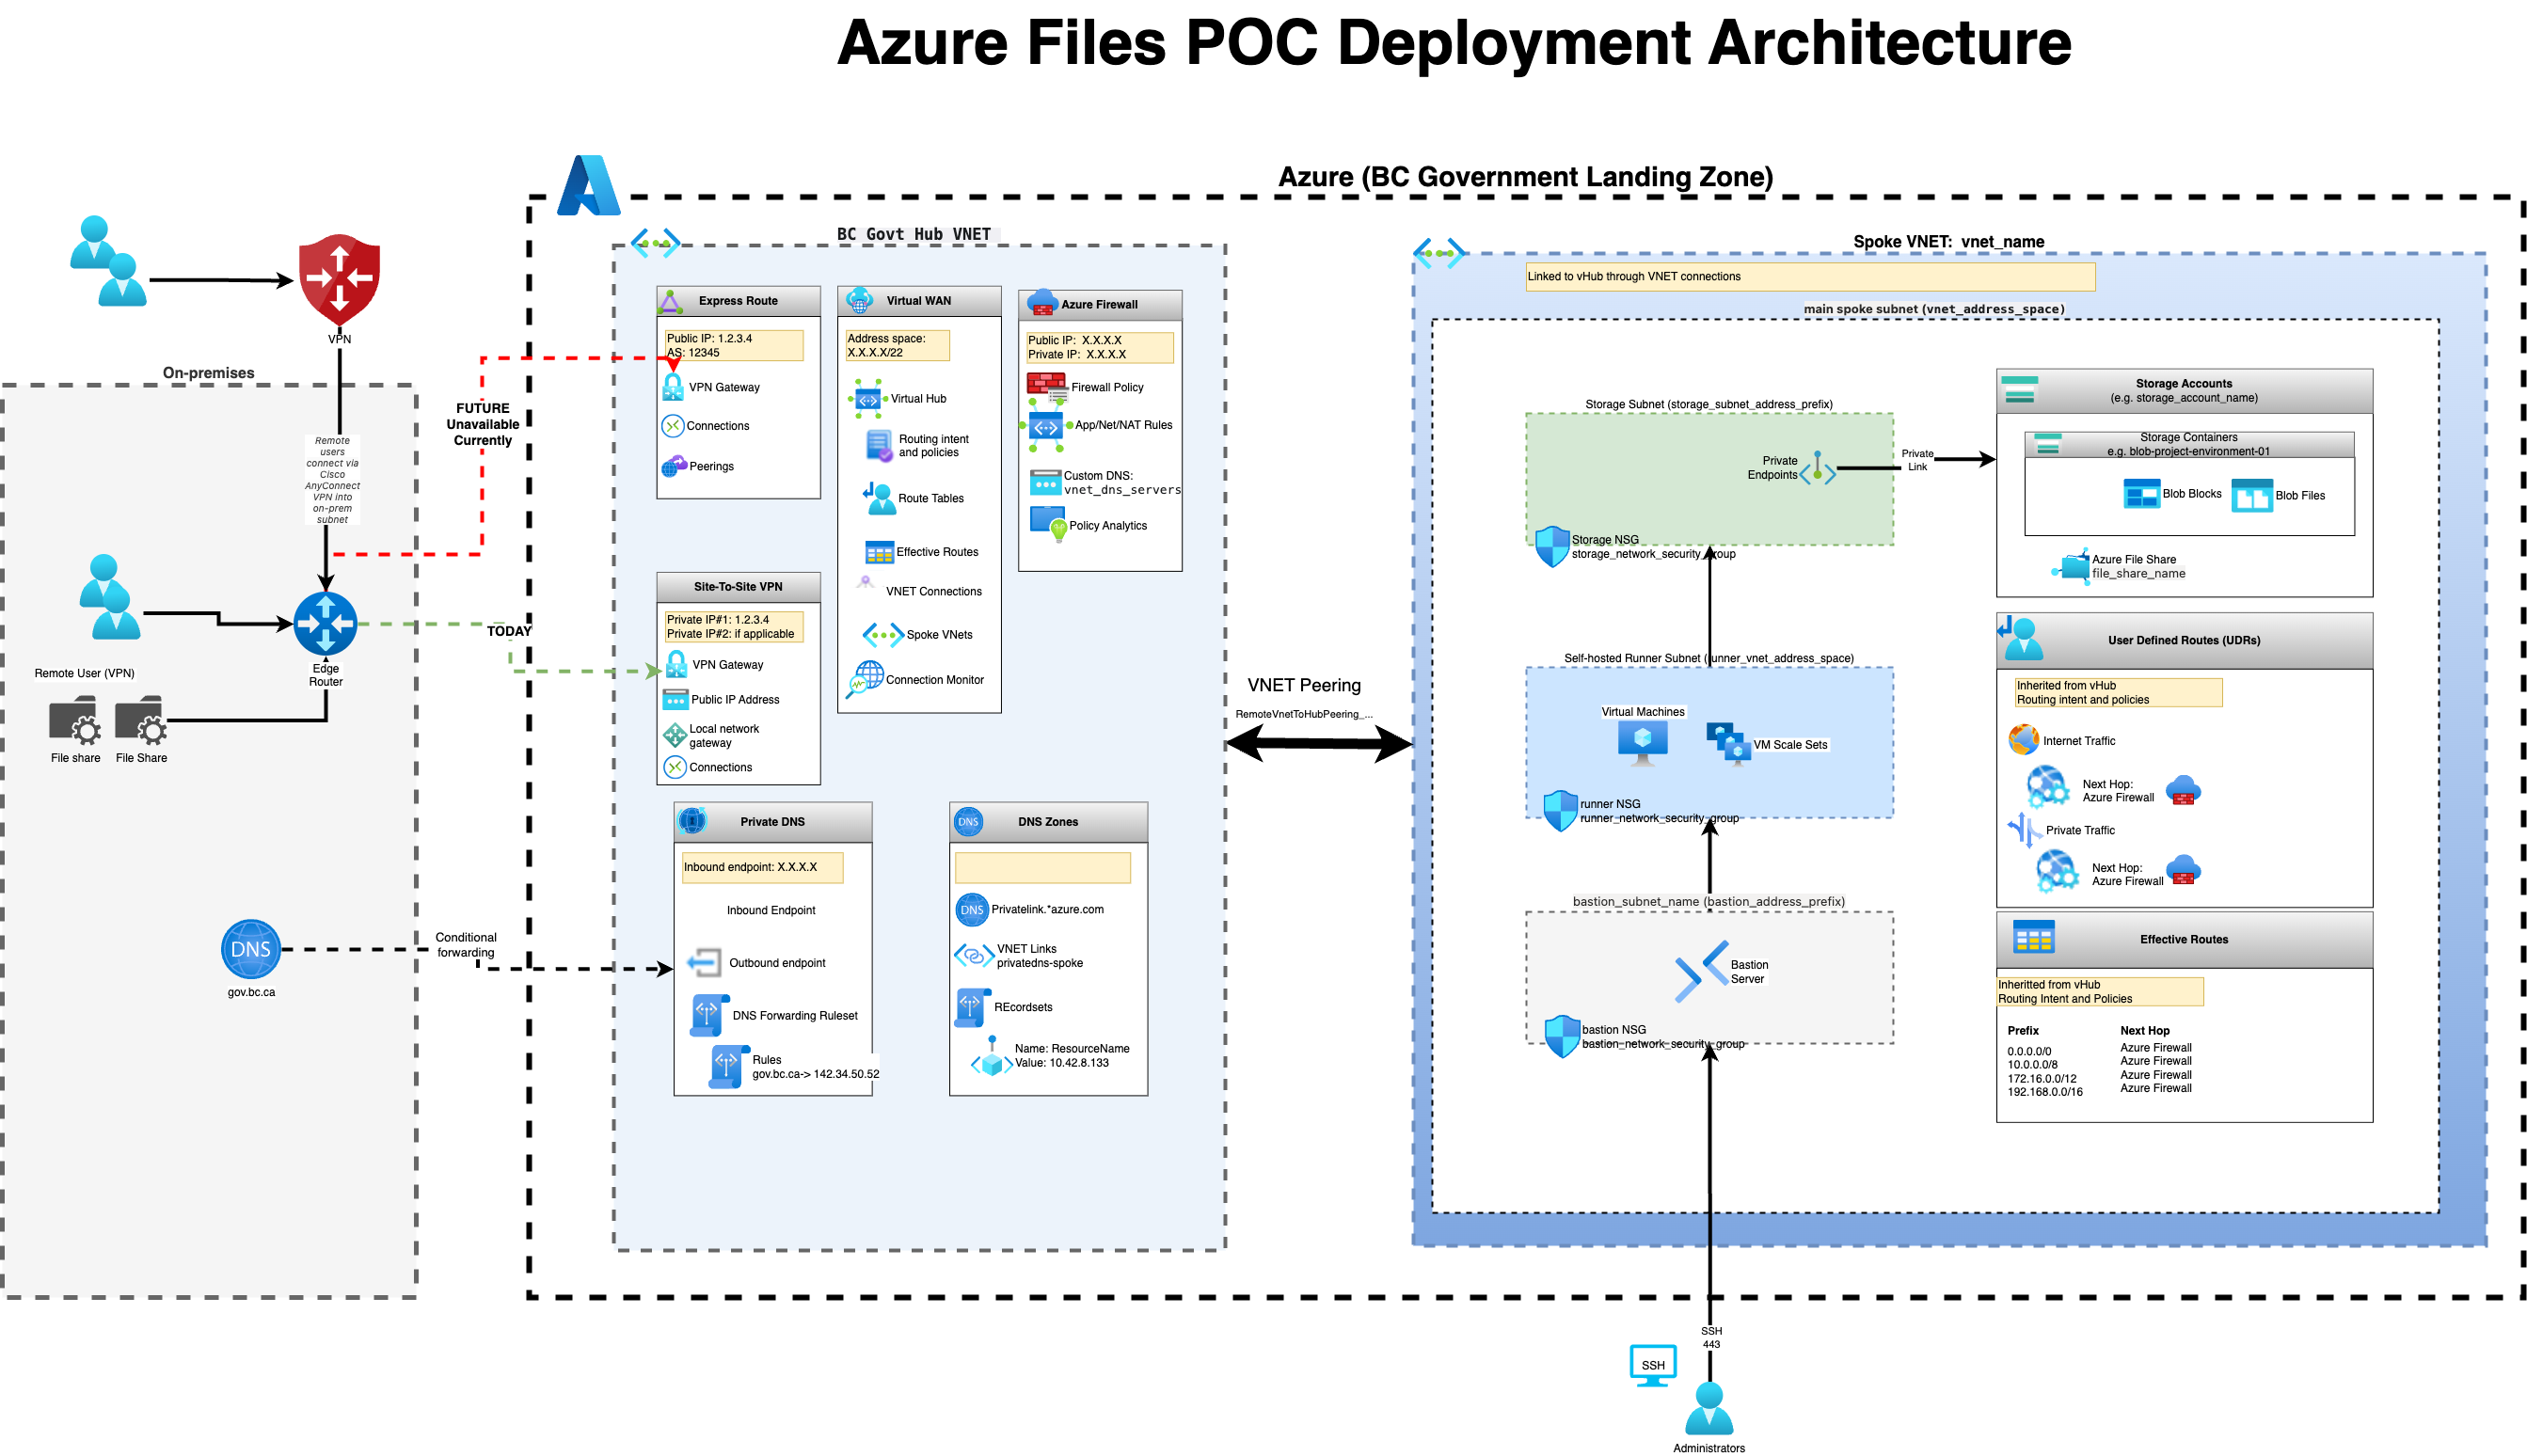 Azure Files POC Deployment Architecture
Azure (BC Government Landing Zone)
VPN
On-premises
Remote
users
connect via
Cisco
AnyConnect
VPN into
on-prem
subnet
FUTURE
Unavailable
Currently
TODAY
Remote User (VPN)
Edge
Router
File share
File Share
DNS
gov.bc.ca
Conditional
forwarding
BC Govt Hub VNET
Express Route
Public IP: 1.2.3.4
AS: 12345
VPN Gateway
Connections
Peerings
Site-To-Site VPN
Private IP#1: 1.2.3.4
Private IP#2: if applicable
VPN Gateway
Public IP Address
Local network
gateway
Connections
Virtual WAN
Address space:
X.X.X.X/22
Virtual Hub
Routing intent
and policies
Route Tables
Effective Routes
VNET Connections
Spoke VNets
Connection Monitor
Azure Firewall
Public IP: X.X.X.X
Private IP: X.X.X.X
Firewall Policy
App/Net/NAT Rules
Custom DNS:
vnet_dns_servers
Policy Analytics
Private DNS
Inbound endpoint: X.X.X.X
Inbound Endpoint
Outbound endpoint
DNS Forwarding Ruleset
Rules
gov.bc.ca-> 142.34.50.52
DNS
DNS Zones
DNS
Privatelink.*azure.com
VNET Links
privatedns-spoke
REcordsets
Name: ResourceName
Value: 10.42.8.133
VNET Peering
RemoteVnetToHubPeering_...
Spoke VNET: vnet_name
Linked to vHub through VNET connections
main spoke subnet (vnet_address_space)
Storage Subnet (storage_subnet_address_prefix)
Private
Endpoints
Private
Link
Storage NSG
storage_network_security_group
Self-hosted Runner Subnet (runner_vnet_address_space)
Virtual Machines
VM Scale Sets
runner NSG
runner_network_security_group
bastion_subnet_name (bastion_address_prefix)
Bastion
Server
bastion NSG
bastion_network_security_group
Storage Accounts
(e.g. storage_account_name)
Storage Containers
e.g. blob-project-environment-01
Blob Blocks
Blob Files
Azure File Share
file_share_name
User Defined Routes (UDRs)
Inherited from vHub
Routing intent and policies
Internet Traffic
Next Hop:
Azure Firewall
Private Traffic
Next Hop:
Azure Firewall
Effective Routes
Inheritted from vHub
Routing Intent and Policies
Prefix Next Hop
0.0.0.0/0 Azure Firewall
10.0.0.0/8 Azure Firewall
172.16.0.0/12 Azure Firewall
192.168.0.0/16 Azure Firewall
SSH
443
SSH
Administrators